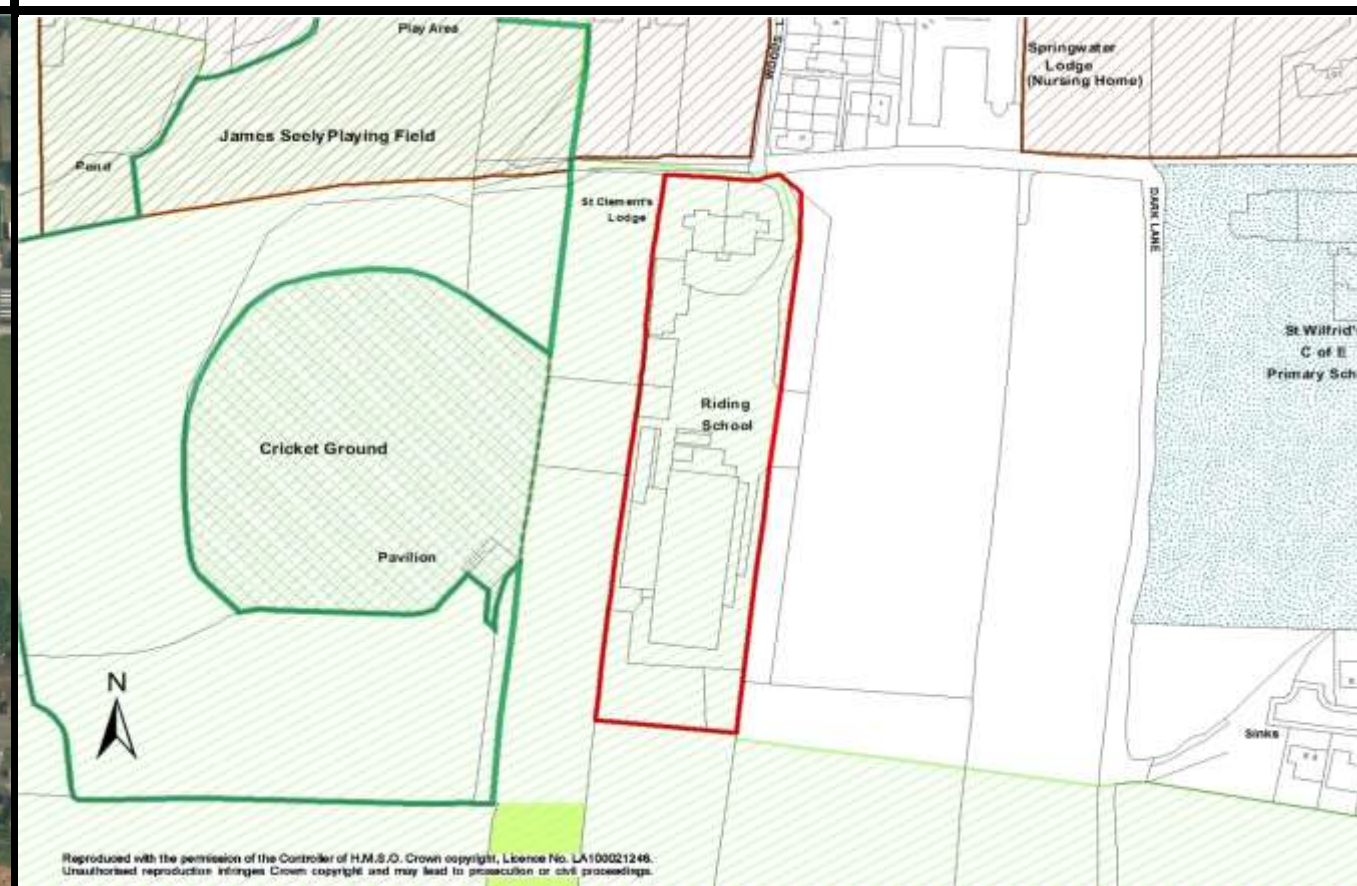 Play Area
WOODS L
Springwater
Lodge
(Nursing Home)
James Seely Playing Field
Pond
St Clement's
Lodge
DARK LANE
St Wilfrid's
C of E
Primary Sch
Riding
School
Cricket Ground
Pavilion
N
Sinks
Reproduced with the permission of the Controller of H.M.S.O. Crown copyright, Licence No. LA100021246.
Unauthorised reproduction infringes Crown copyright and may lead to prosecution or civil proceedings.